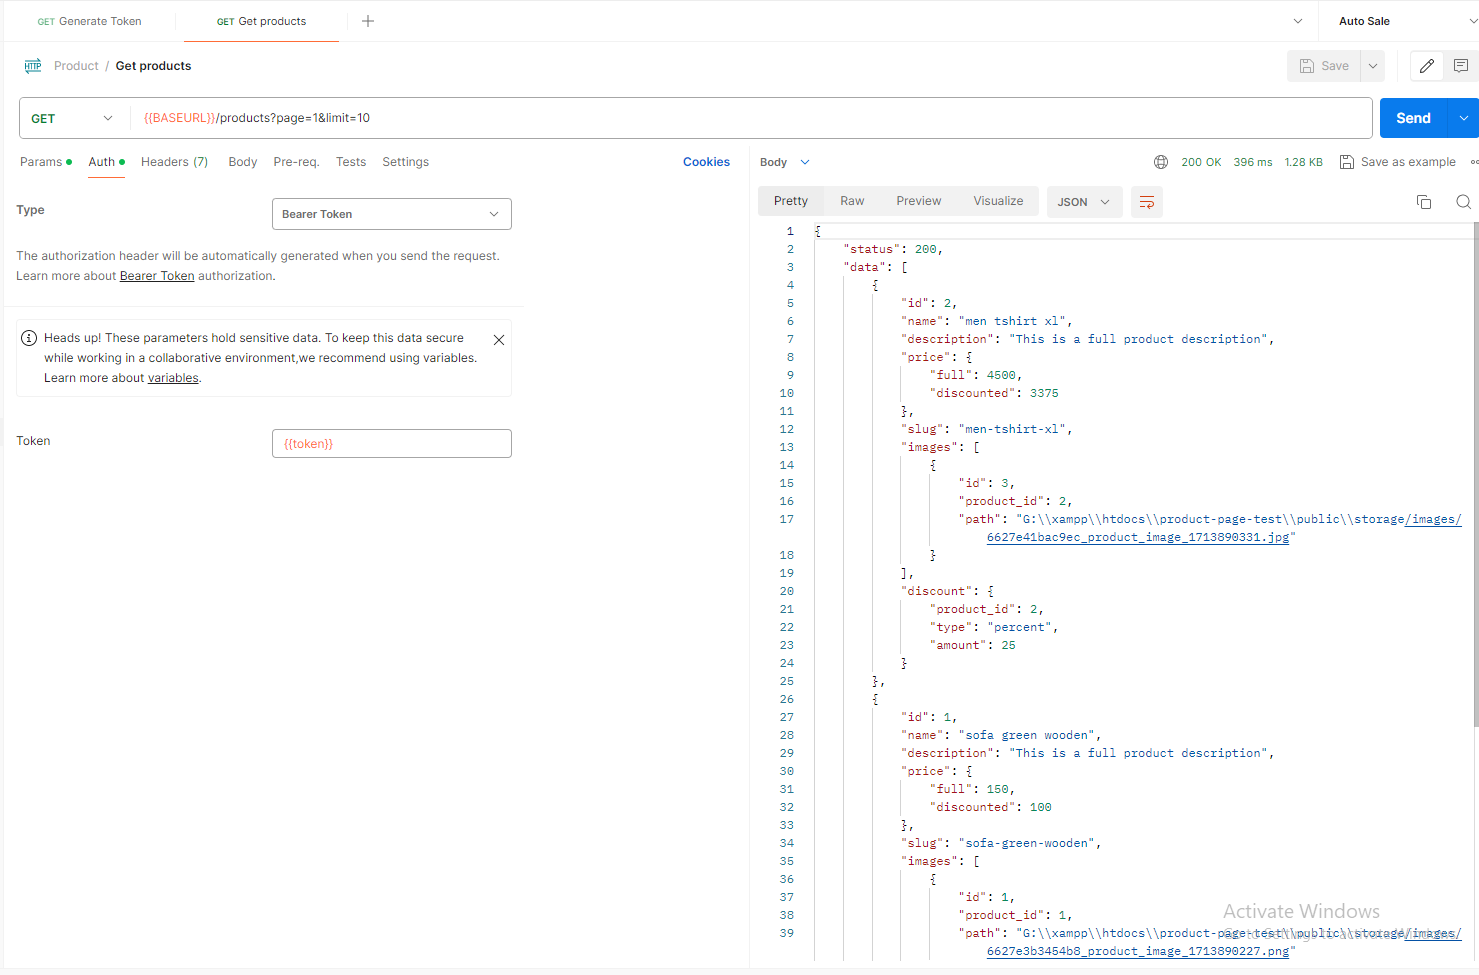 GET Generate Token
GET Get products
Auto Sale
HTTP Product / Get products
Save
GET {{BASEURL}}/products?page=1&limit=10
Send
Params Auth Headers (7) Body Pre-req. Tests Settings Cookies
Type
Bearer Token
The authorization header will be automatically generated when you send the request.
Learn more about Bearer Token authorization.
Heads up! These parameters hold sensitive data. To keep this data secure
while working in a collaborative environment,we recommend using variables.
Learn more about variables.
Token
{{token}}
Body 200 OK 396 ms 1.28 KB Save as example
Pretty Raw Preview Visualize JSON
1 {
2 "status": 200,
3 "data": [
4 {
5 "id": 2,
6 "name": "men tshirt xl",
7 "description": "This is a full product description",
8 "price": {
9 "full": 4500,
10 "discounted": 3375
11 },
12 "slug": "men-tshirt-xl",
13 "images": [
14 {
15 "id": 3,
16 "product_id": 2,
17 "path": "G:\\xampp\\htdocs\\product-page-test\\public\\storage/images/
6627e41bac9ec_product_image_1713890331.jpg"
18 }
19 ],
20 "discount": {
21 "product_id": 2,
22 "type": "percent",
23 "amount": 25
24 }
25 },
26 {
27 "id": 1,
28 "name": "sofa green wooden",
29 "description": "This is a full product description",
30 "price": {
31 "full": 150,
32 "discounted": 100
33 },
34 "slug": "sofa-green-wooden",
35 "images": [
36 {
37 "id": 1,
38 "product_id": 1,
39 "path": "G:\\xampp\\htdocs\\product-page-test\\public\\storage/images/
6627e3b3454b8_product_image_1713890227.png"
Activate Windows
Go to Settings to activate Windows.